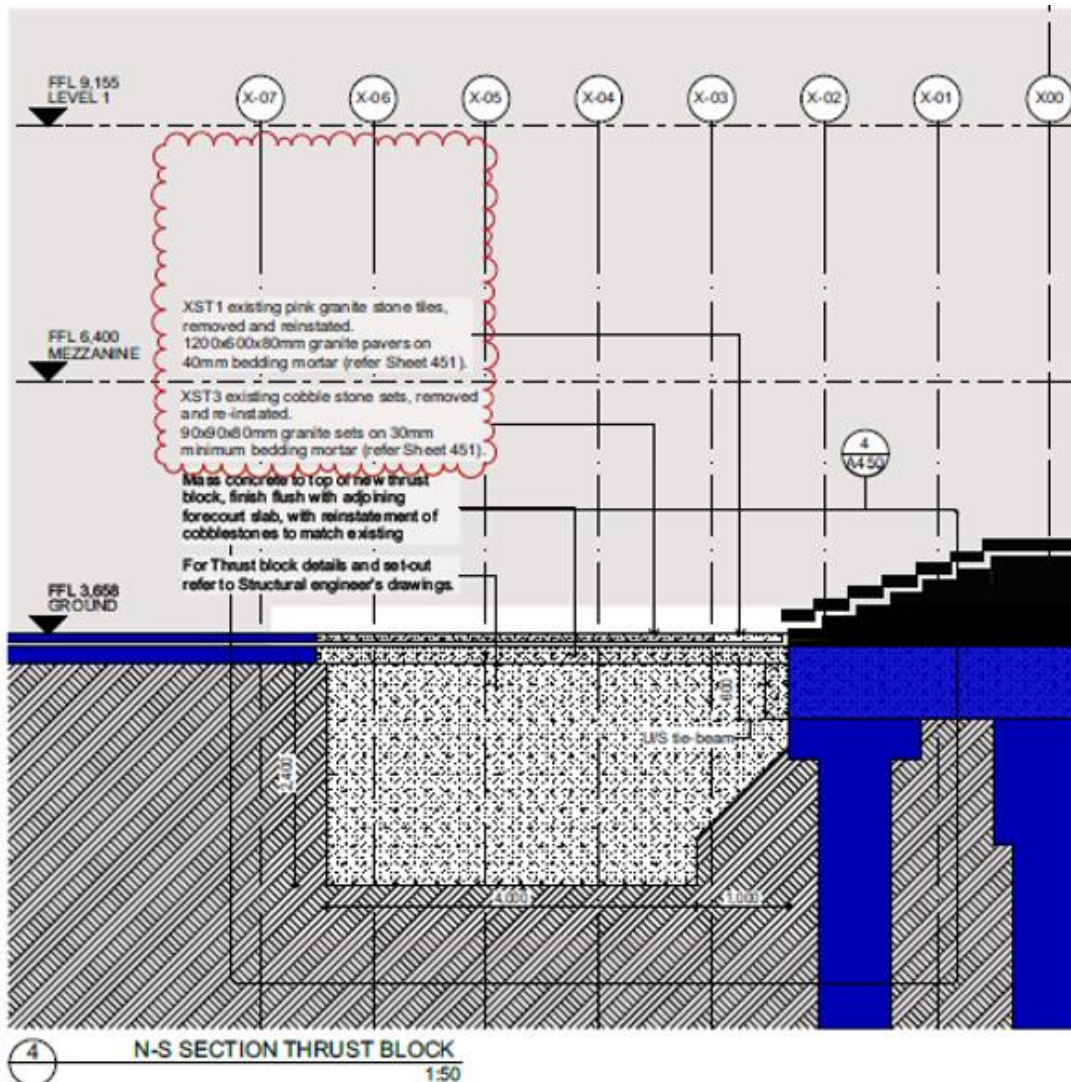 FFL 9,155
LEVEL 1
X-07
X-06
X-05
X-04
X-03
X-02
X-01
X00
XST1 existing pink granite stone tiles,
removed and reinstated.
1200x600x80mm granite pavers on
40mm bedding mortar (refer Sheet 451).
FFL 6,400
MEZZANINE
XST3 existing cobble stone sets, removed
and re-instated.
90x90x80mm granite sets on 30mm
minimum bedding mortar (refer Sheet 451).
4
A450
Mass concrete to top of new thrust
block, finish flush with adjoining
forecourt slab, with reinstatement of
cobblestones to match existing
For Thrust block details and set-out
refer to Structural engineer's drawings.
FFL 3,658
GROUND
U/S tie-beam
2,400
4,000
1,000
4
N-S SECTION THRUST BLOCK
1:50